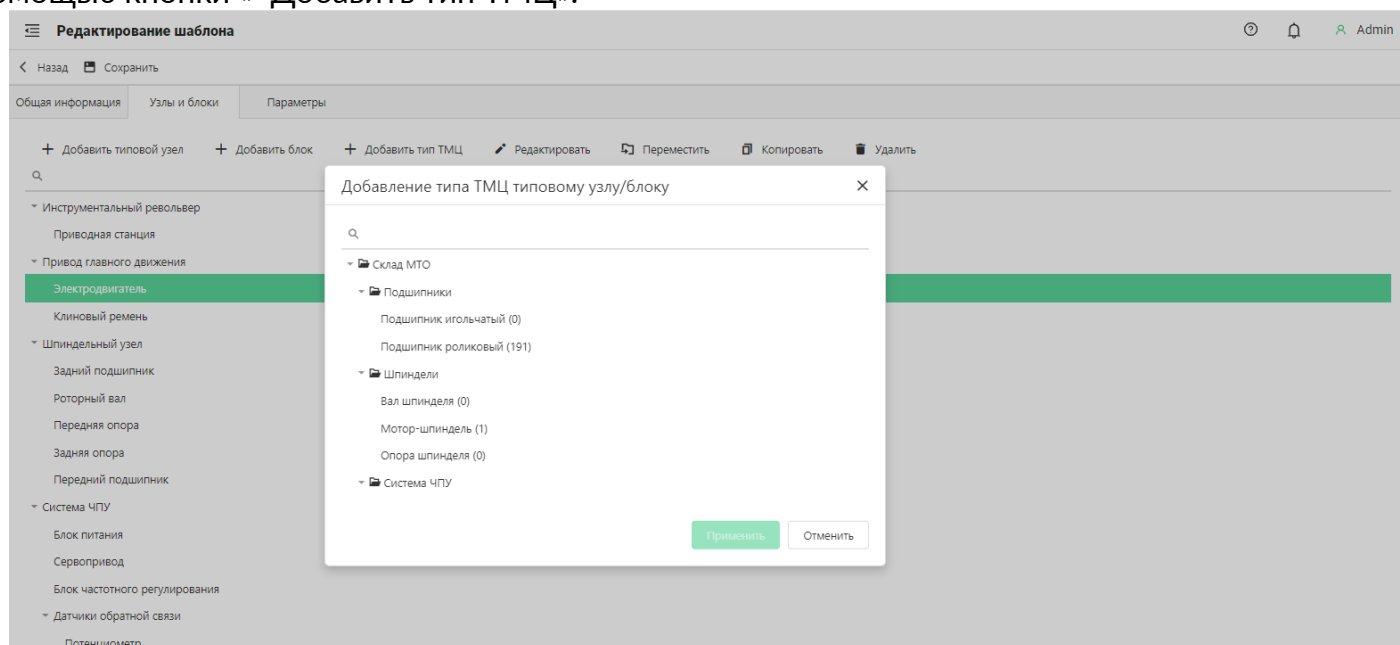 Редактирование шаблона
Admin
Назад Сохранить
Общая информация Узлы и блоки Параметры
+ Добавить типовой узел + Добавить блок + Добавить тип ТМЦ Редактировать Переместить Копировать Удалить
Добавление типа ТМЦ типовому узлу/блоку
Инструментальный револьвер
Приводная станция
Привод главного движения
Электродвигатель
Клиновый ремень
Шпиндельный узел
Задний подшипник
Роторный вал
Передняя опора
Задняя опора
Передний подшипник
Система ЧПУ
Блок питания
Сервопривод
Блок частотного регулирования
Датчики обратной связи
Потенциометр
Склад МТО
Подшипники
Подшипник игольчатый (0)
Подшипник роликовый (191)
Шпиндели
Вал шпинделя (0)
Мотор-шпиндель (1)
Опора шпинделя (0)
Система ЧПУ
Применить Отменить